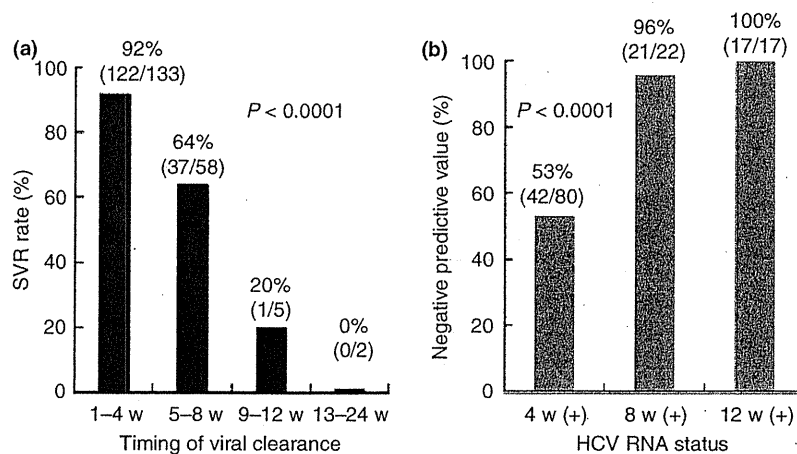 (a)
92%
(122/133)
100
80
60
40
20
0
SVR rate (%)
P < 0.0001
64%
(37/58)
20%
(1/5)
0%
(0/2)
1–4 w 5–8 w 9–12 w 13–24 w
Timing of viral clearance
(b)
96%
(21/22)
100%
(17/17)
100
80
60
40
20
0
Negative predictive value (%)
P < 0.0001
53%
(42/80)
4 w (+) 8 w (+) 12 w (+)
HCV RNA status